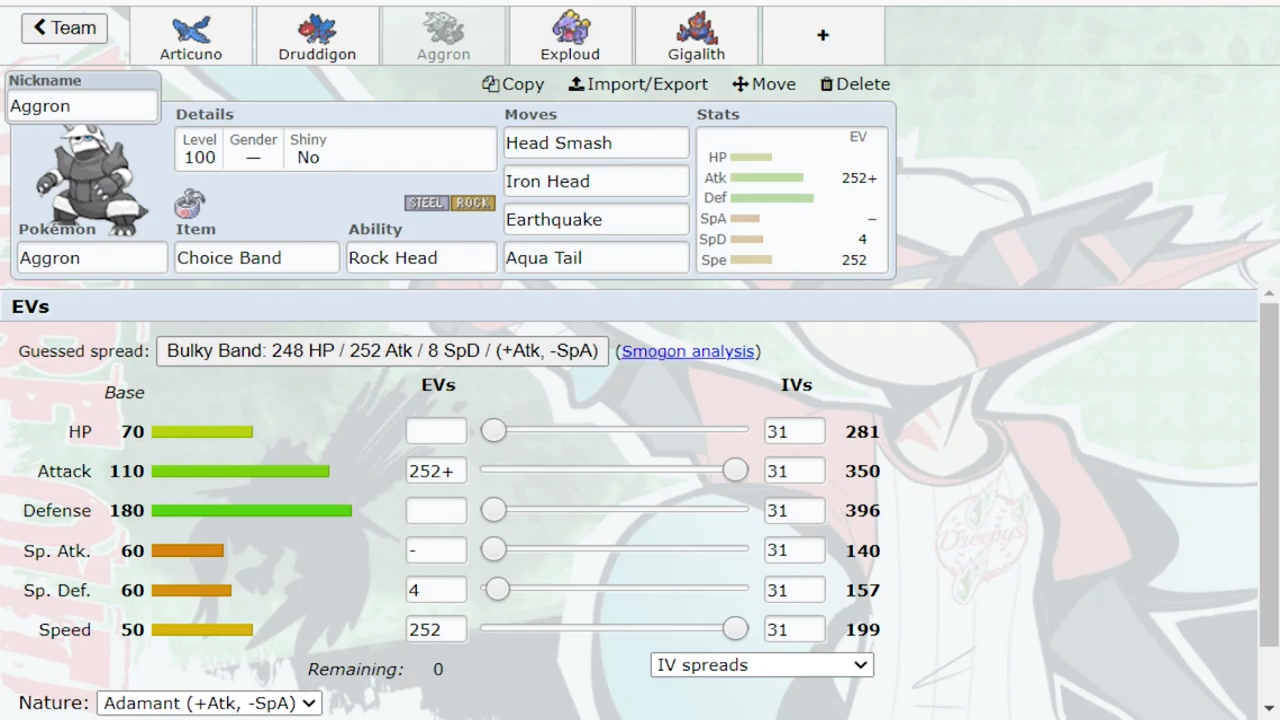 Team
Articuno
Druddigon
Aggron
Exploud
Gigalith
+
Copy
Import/Export
Move
Delete
Nickname
Aggron
Details
Level
100
Gender
—
Shiny
No
Moves
Head Smash
Iron Head
Earthquake
Aqua Tail
Stats
EV
HP
Atk 252+
Def
SpA –
SpD 4
Spe 252
STEEL ROCK
Pokémon
Aggron
Item
Choice Band
Ability
Rock Head
EVs
Guessed spread: Bulky Band: 248 HP / 252 Atk / 8 SpD / (+Atk, -SpA) (Smogon analysis)
Base EVs IVs
HP 70 31 281
Attack 110 252+ 31 350
Defense 180 31 396
Sp. Atk. 60 - 31 140
Sp. Def. 60 4 31 157
Speed 50 252 31 199
Remaining: 0 IV spreads
Nature: Adamant (+Atk, -SpA)
Dreepys